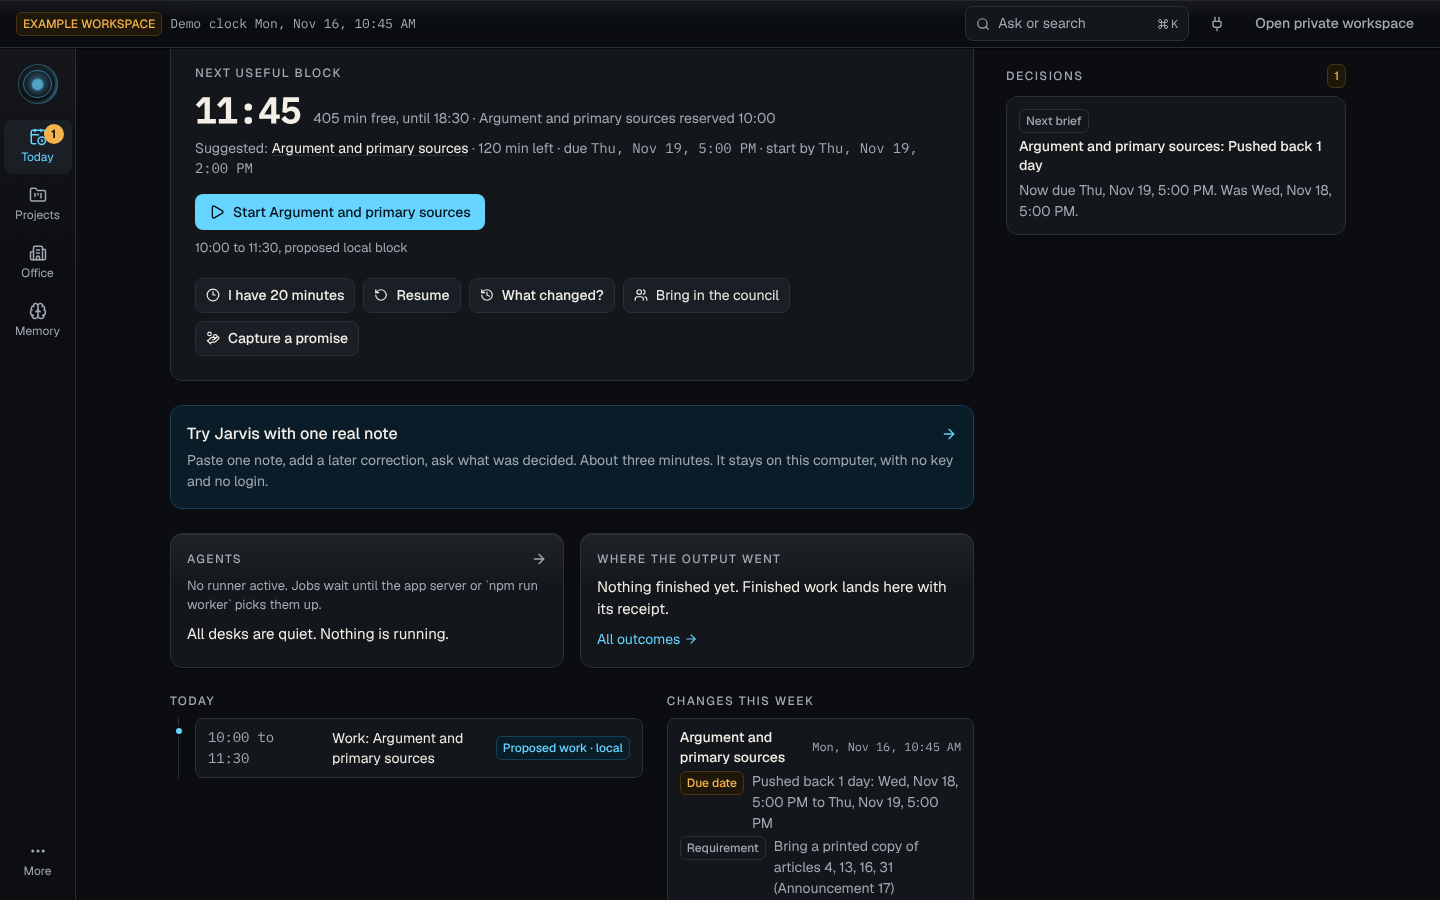 EXAMPLE WORKSPACE Demo clock Mon, Nov 16, 10:45 AM
Ask or search ⌘K
Open private workspace
1
Today
Projects
Office
Memory
More
NEXT USEFUL BLOCK
11:45 405 min free, until 18:30 · Argument and primary sources reserved 10:00
Suggested: Argument and primary sources · 120 min left · due Thu, Nov 19, 5:00 PM · start by Thu, Nov 19,
2:00 PM
Start Argument and primary sources
10:00 to 11:30, proposed local block
I have 20 minutes
Resume
What changed?
Bring in the council
Capture a promise
Try Jarvis with one real note
Paste one note, add a later correction, ask what was decided. About three minutes. It stays on this computer, with no key
and no login.
AGENTS
No runner active. Jobs wait until the app server or `npm run
worker` picks them up.
All desks are quiet. Nothing is running.
WHERE THE OUTPUT WENT
Nothing finished yet. Finished work lands here with
its receipt.
All outcomes
TODAY
10:00 to
11:30
Work: Argument and
primary sources
Proposed work · local
CHANGES THIS WEEK
Argument and
primary sources
Mon, Nov 16, 10:45 AM
Due date
Pushed back 1 day: Wed, Nov 18,
5:00 PM to Thu, Nov 19, 5:00
PM
Requirement
Bring a printed copy of
articles 4, 13, 16, 31
(Announcement 17)
DECISIONS
1
Next brief
Argument and primary sources: Pushed back 1
day
Now due Thu, Nov 19, 5:00 PM. Was Wed, Nov 18,
5:00 PM.